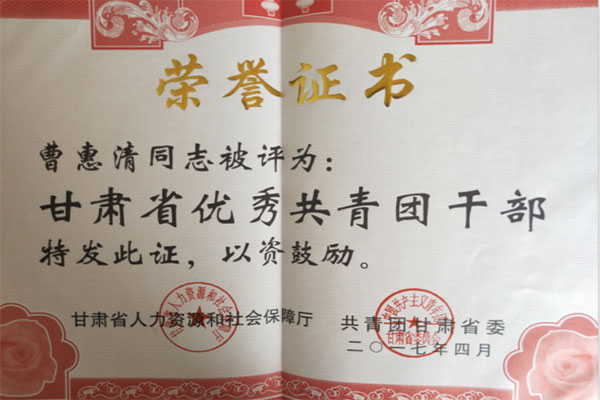 荣誉证书
曹惠清同志被评为：
甘肃省优秀共青团干部
特发此证，以资鼓励。
甘肃省人力资源和社会保障厅
共青团甘肃省委
二〇一七年四月